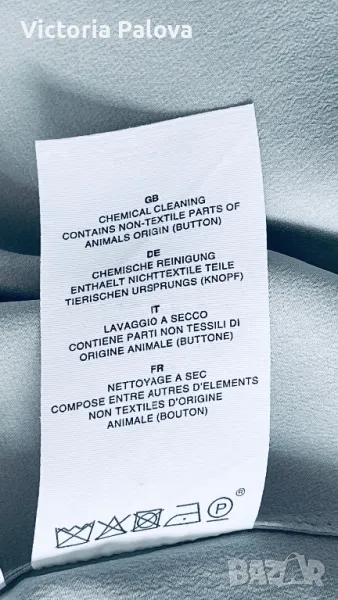 Victoria Palova
GB
CHEMICAL CLEANING
CONTAINS NON-TEXTILE PARTS OF
ANIMALS ORIGIN (BUTTON)
DE
CHEMISCHE REINIGUNG
ENTHAELT NICHTTEXTILE TEILE
TIERISCHEN URSPRUNGS (KNOPF)
IT
LAVAGGIO A SECCO
CONTIENE PARTI NON TESSILI DI
ORIGINE ANIMALE (BUTTONE)
FR
NETTOYAGE A SEC
COMPOSE ENTRE AUTRES D'ELEMENTS
NON TEXTILES D'ORIGINE
ANIMALE (BOUTON)
P ®
BAZAR